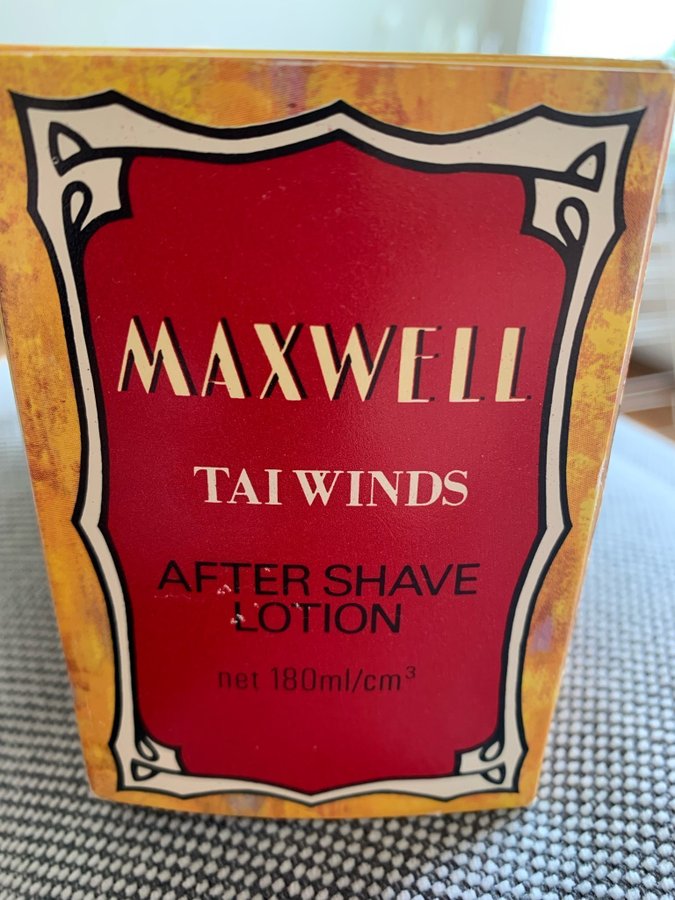 MAXWELL
TAI WINDS
AFTER SHAVE
LOTION
net 180ml/cm³